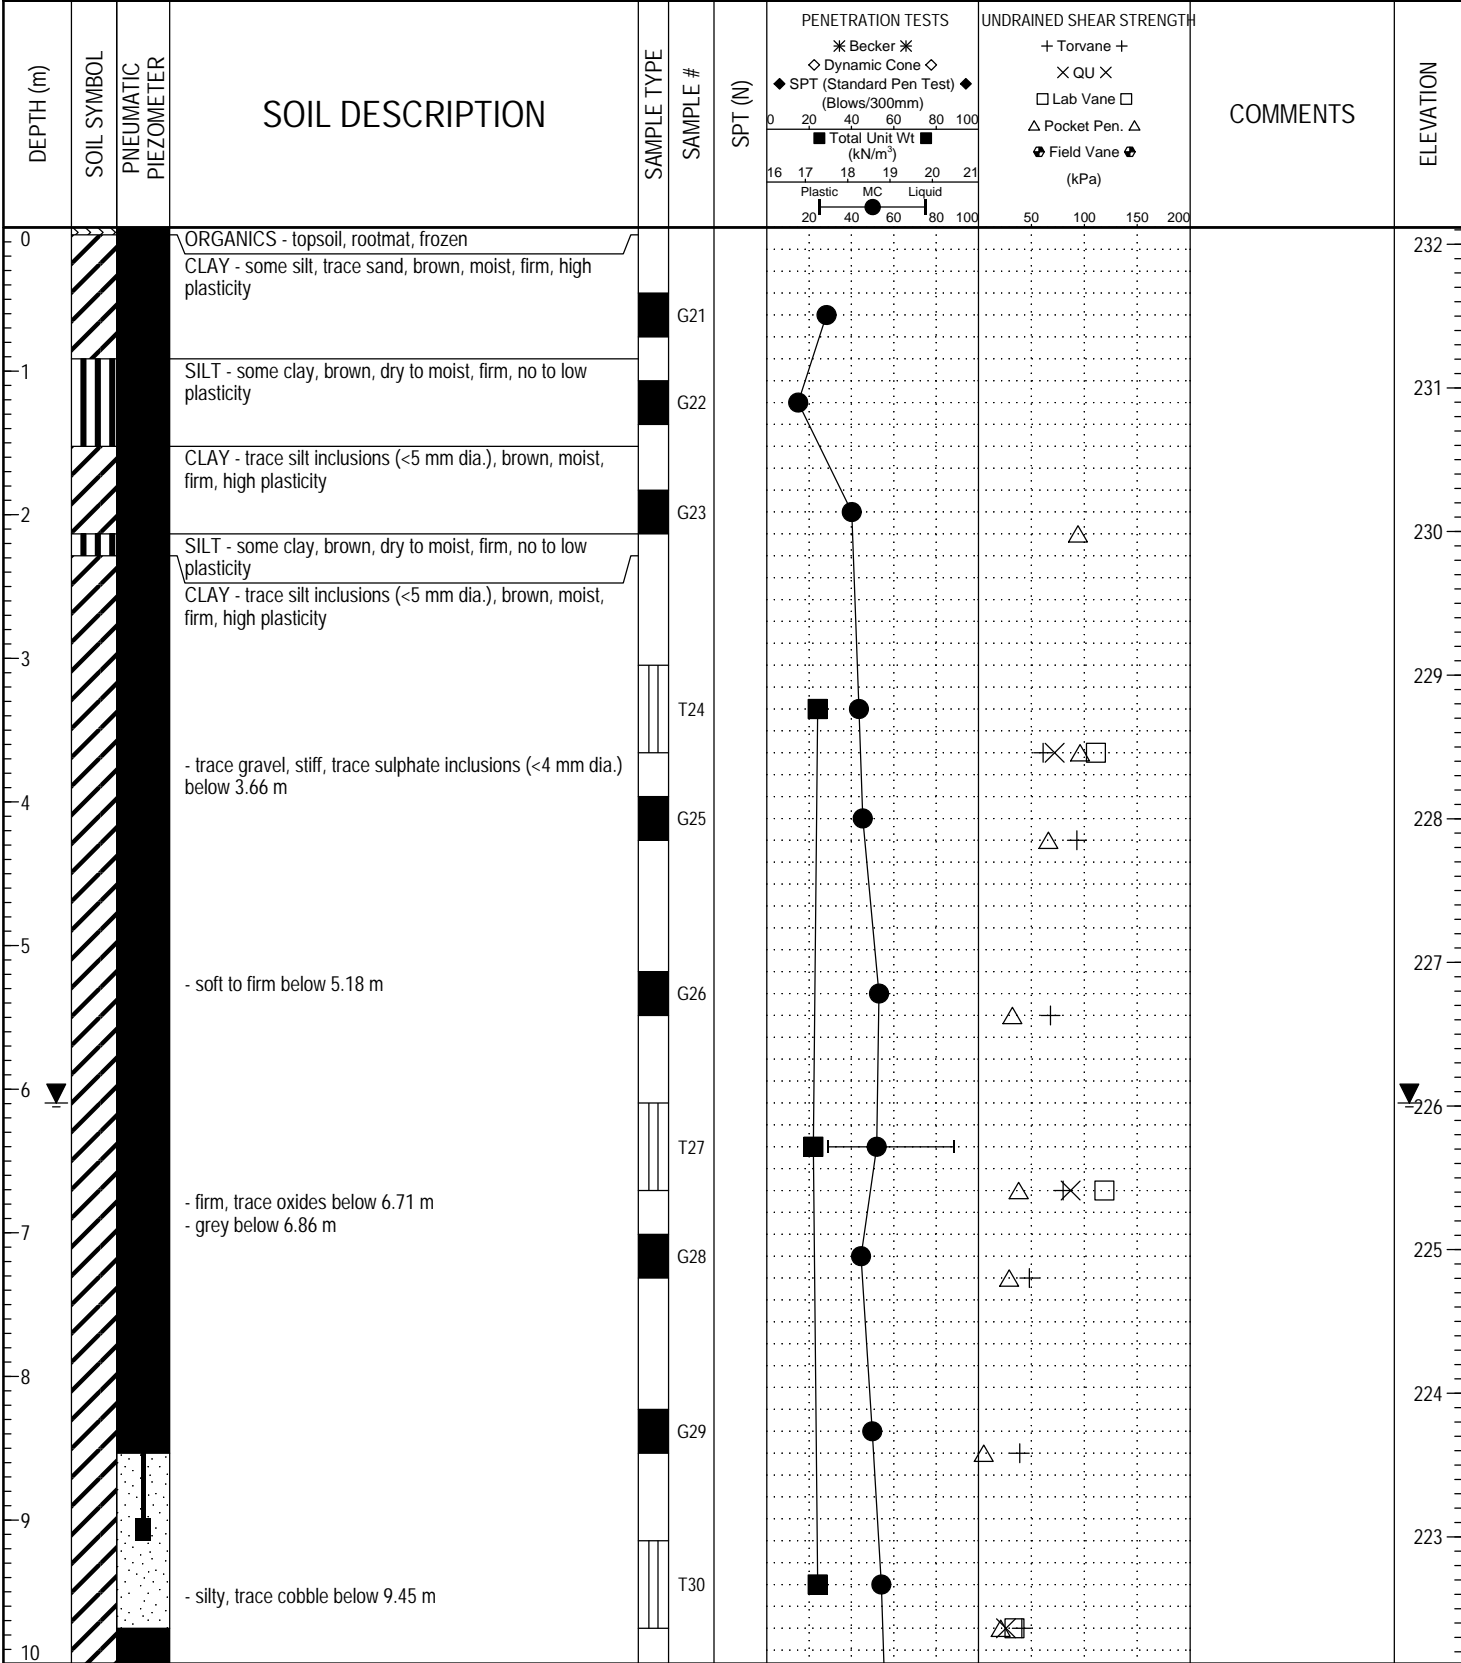 DEPTH (m)
SOIL SYMBOL
PNEUMATIC
PIEZOMETER
SOIL DESCRIPTION
SAMPLE TYPE
SAMPLE #
SPT (N)
PENETRATION TESTS
✳ Becker ✳
◇ Dynamic Cone ◇
◆ SPT (Standard Pen Test) ◆
(Blows/300mm)
0 20 40 60 80 100
■ Total Unit Wt ■
(kN/m³)
16 17 18 19 20 21
Plastic MC Liquid
20 40 60 80 100
UNDRAINED SHEAR STRENGTH
+ Torvane +
× QU ×
□ Lab Vane □
△ Pocket Pen. △
Field Vane
(kPa)
50 100 150 200
COMMENTS
ELEVATION
0
ORGANICS - topsoil, rootmat, frozen
232
CLAY - some silt, trace sand, brown, moist, firm, high
plasticity
G21
1
SILT - some clay, brown, dry to moist, firm, no to low
plasticity
231
G22
CLAY - trace silt inclusions (<5 mm dia.), brown, moist,
firm, high plasticity
G23
2
230
SILT - some clay, brown, dry to moist, firm, no to low
plasticity
CLAY - trace silt inclusions (<5 mm dia.), brown, moist,
firm, high plasticity
3
229
T24
- trace gravel, stiff, trace sulphate inclusions (<4 mm dia.)
below 3.66 m
4
G25
228
5
227
- soft to firm below 5.18 m
G26
6
226
T27
- firm, trace oxides below 6.71 m
- grey below 6.86 m
7
225
G28
8
224
G29
9
223
T30
- silty, trace cobble below 9.45 m
10